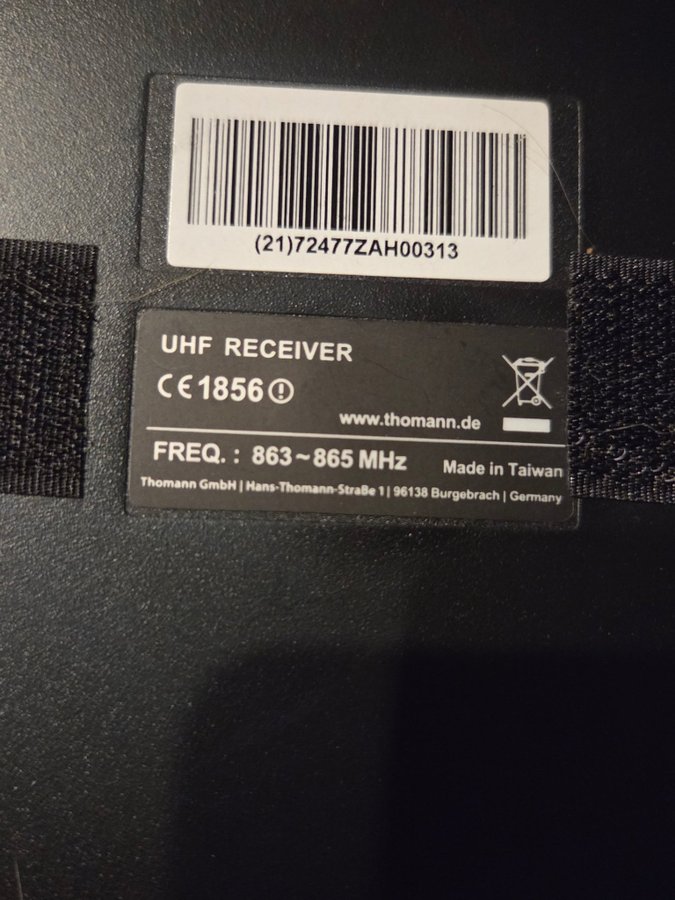 (21)72477ZAH00313
UHF RECEIVER
CE1856
www.thomann.de
FREQ. : 863~865 MHz
Made in Taiwan
Thomann GmbH | Hans-Thomann-Straße 1 | 96138 Burgebrach | Germany